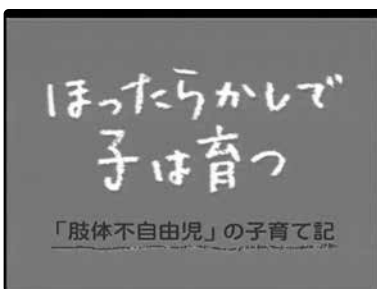 ほったらかしで
子は育つ
「肢体不自由児」の子育て記